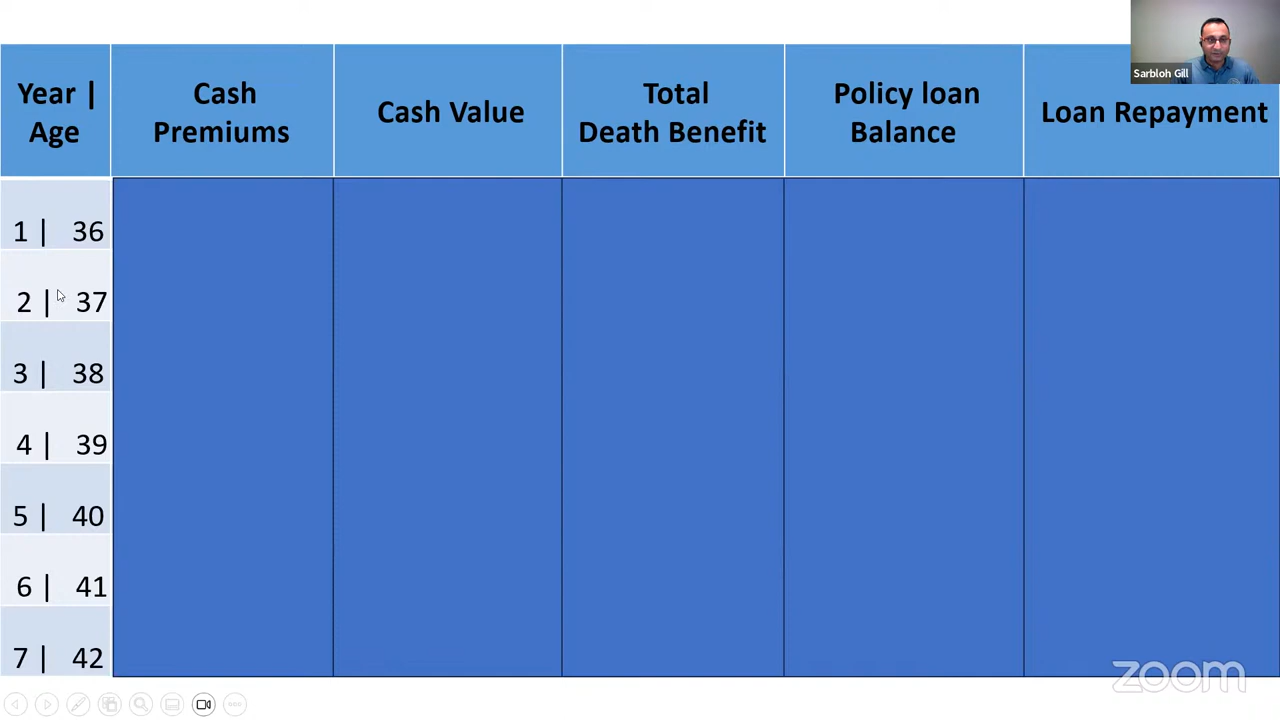 Sarbloh Gill
Year |
Age
Cash
Premiums
Cash Value
Total
Death Benefit
Policy loan
Balance
Loan Repayment
1 | 36
2 | 37
3 | 38
4 | 39
5 | 40
6 | 41
7 | 42
zoom